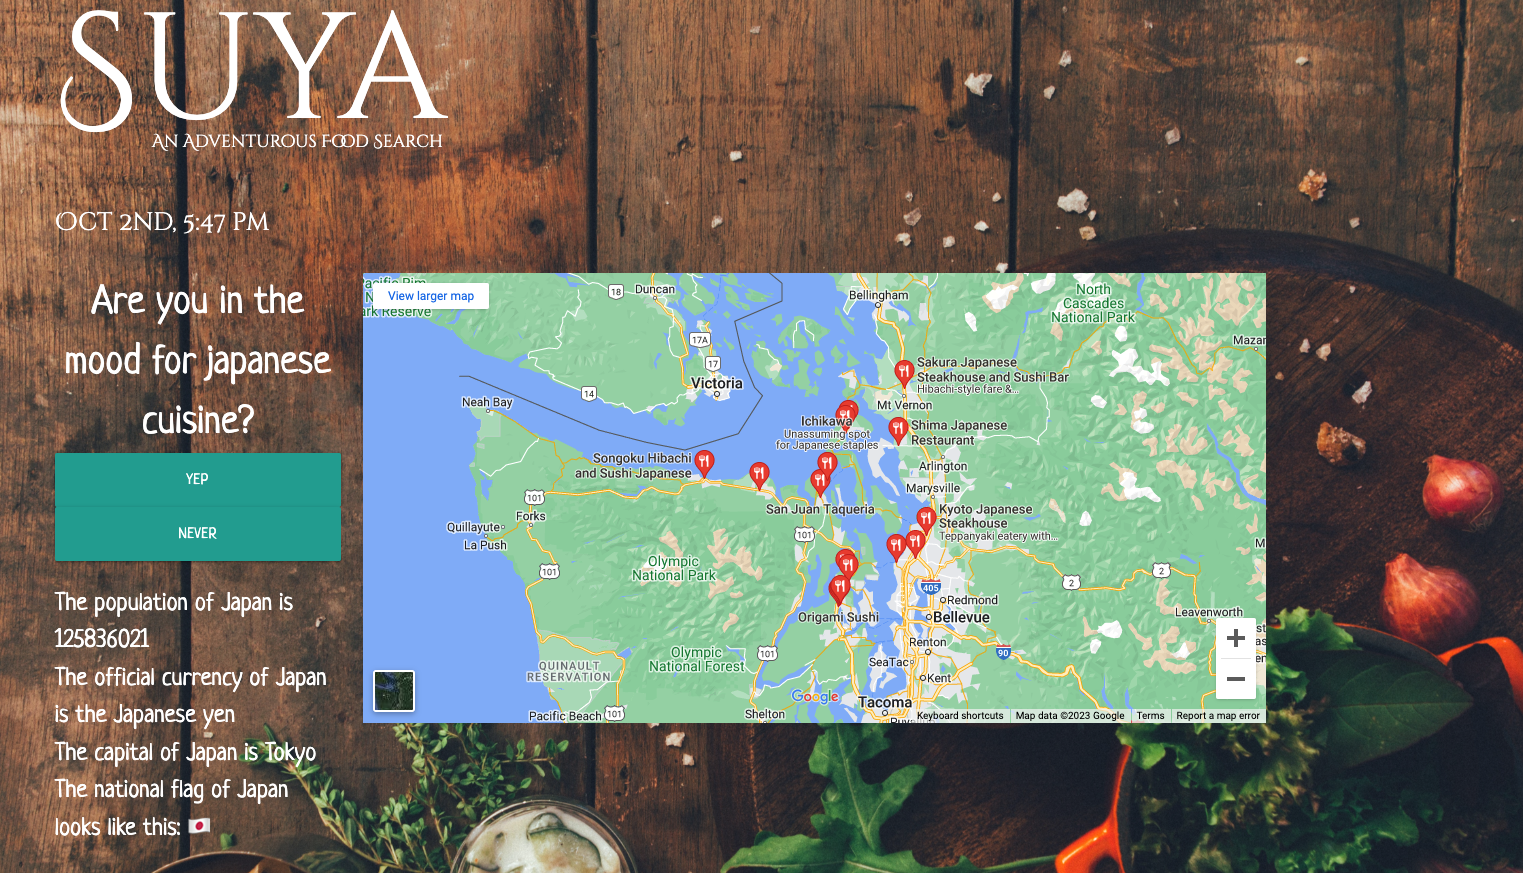 SUYA
AN ADVENTUROUS FOOD SEARCH
OCT 2ND, 5:47 PM
Are you in the
mood for japanese
cuisine?
YEP
NEVER
The population of Japan is
125836021
The official currency of Japan
is the Japanese yen
The capital of Japan is Tokyo
The national flag of Japan
looks like this: 🇯🇵
View larger map
ark Reserve
18
Duncan
Bellingham
North
Cascades
National Park
Mazar
17A
17
Victoria
14
Neah Bay
Sakura Japanese
Steakhouse and Sushi Bar
Hibachi-style fare &...
Mt Vernon
Ichikawa
Unassuming spot
for Japanese staples
Shima Japanese
Restaurant
Songoku Hibachi
and Sushi Japanese
Arlington
Marysville
101
Forks
San Juan Taqueria
Kyoto Japanese
Steakhouse
Teppanyaki eatery with...
Quillayute
La Push
101
101
Olympic
National Park
2
2
405
Redmond
Origami Sushi
Bellevue
Leavenworth
Renton
90
101
SeaTac
Kent
QUINAULT
RESERVATION
Olympic
National Forest
Google
Tacoma
Pacific Beach
101
Shelton
Keyboard shortcuts
Map data ©2023 Google
Terms
Report a map error